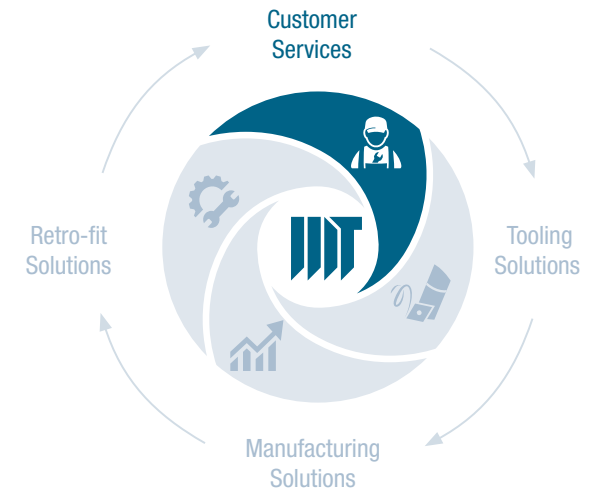 Customer
Services
Retro-fit
Solutions
Tooling
Solutions
Manufacturing
Solutions